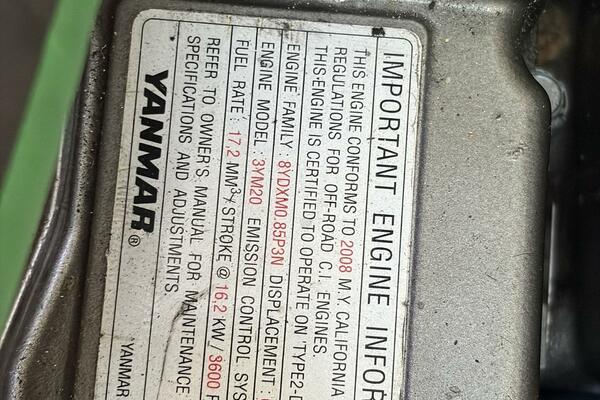 IMPORTANT ENGINE INFOR
THIS ENGINE CONFORMS TO 2008 M.Y. CALIFORNIA
REGULATIONS FOR OFF-ROAD C.I. ENGINES
THIS ENGINE IS CERTIFIED TO OPERATE ON 'TYPE2-D
ENGINE FAMILY : 8YDXM0.85P3N DISPLACEMENT :
ENGINE MODEL : 3YM20 EMISSION CONTROL SYS
FUEL RATE : 17.2 MM³/STROKE @ 16.2 KW / 3600 R
REFER TO OWNER'S MANUAL FOR MAINTENANCE
SPECIFICATIONS AND ADJUSTMENTS.
YANMAR®
YANMAR